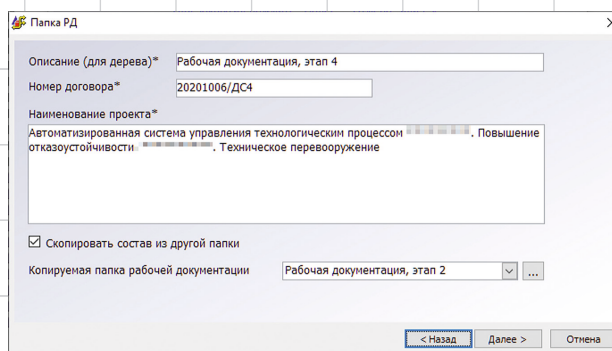 Папка РД
Описание (для дерева)* Рабочая документация, этап 4
Номер договора* 20201006/ДС4
Наименование проекта*
Автоматизированная система управления технологическим процессом . Повышение
отказоустойчивости . Техническое перевооружение
Скопировать состав из другой папки
Копируемая папка рабочей документации Рабочая документация, этап 2 ...
< Назад Далее > Отмена